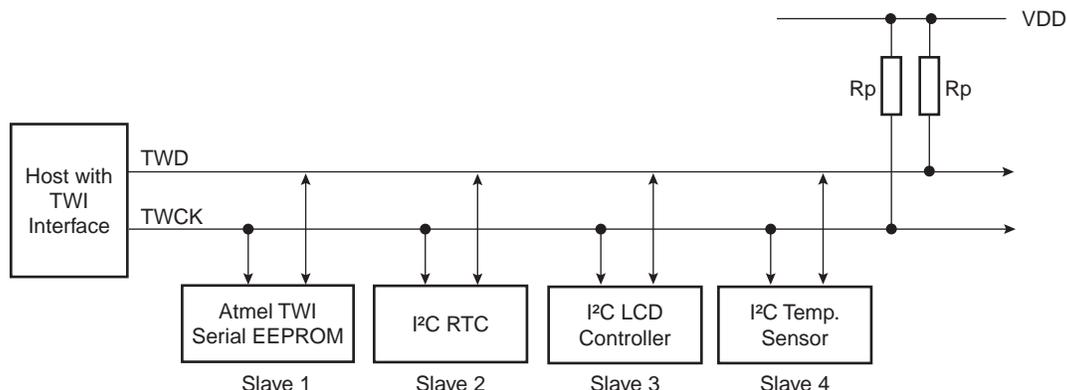 VDD
Rp
Rp
Host with
TWI
Interface
TWD
TWCK
Atmel TWI
Serial EEPROM
I²C RTC
I²C LCD
Controller
I²C Temp.
Sensor
Slave 1
Slave 2
Slave 3
Slave 4